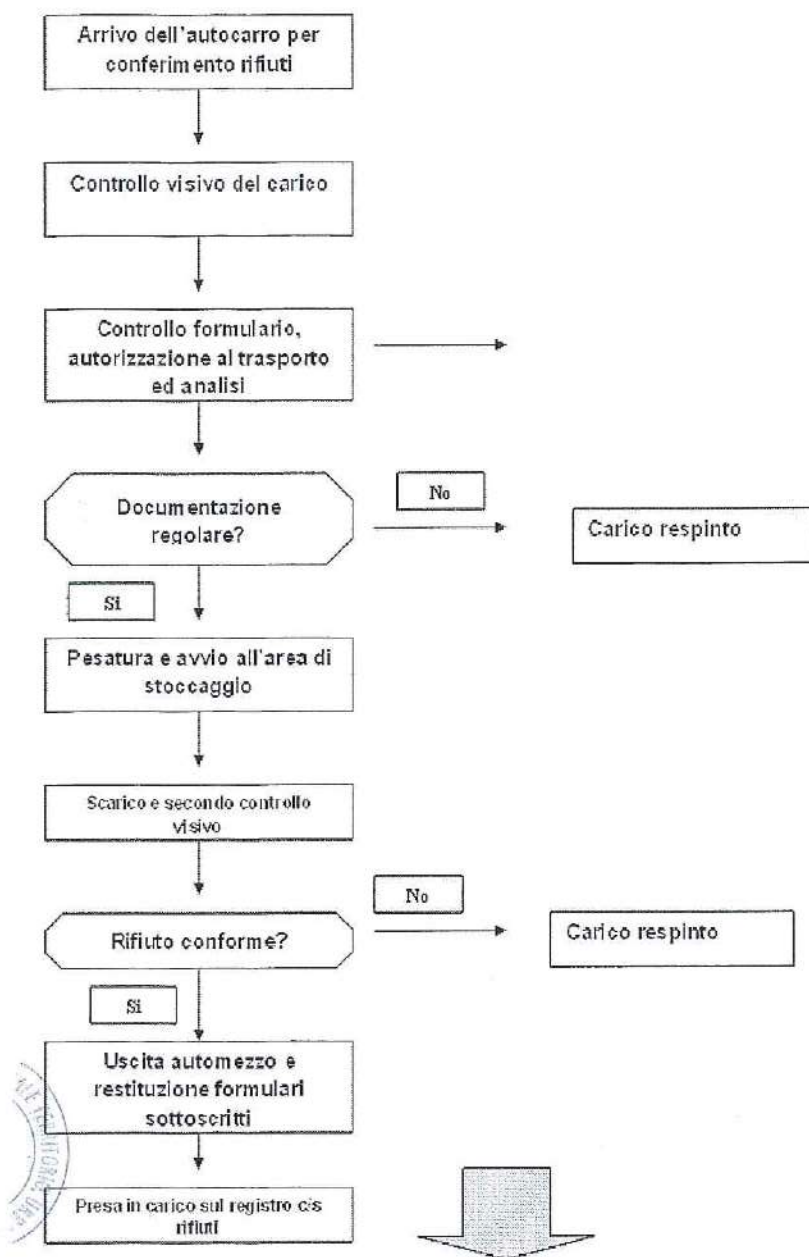 Arrivo dell'autocarro per
conferimento rifiuti
Controllo visivo del carico
Controllo formulario,
autorizzazione al trasporto
ed analisi
Documentazione
regolare?
No
Carico respinto
Si
Pesatura e avvio all'area di
stoccaggio
Scarico e secondo controllo
visivo
No
Rifiuto conforme?
Carico respinto
Si
Uscita automezzo e
restituzione formulari
sottoscritti
TERRITORIO
Presa in carico sul registro c/s
rifiuti